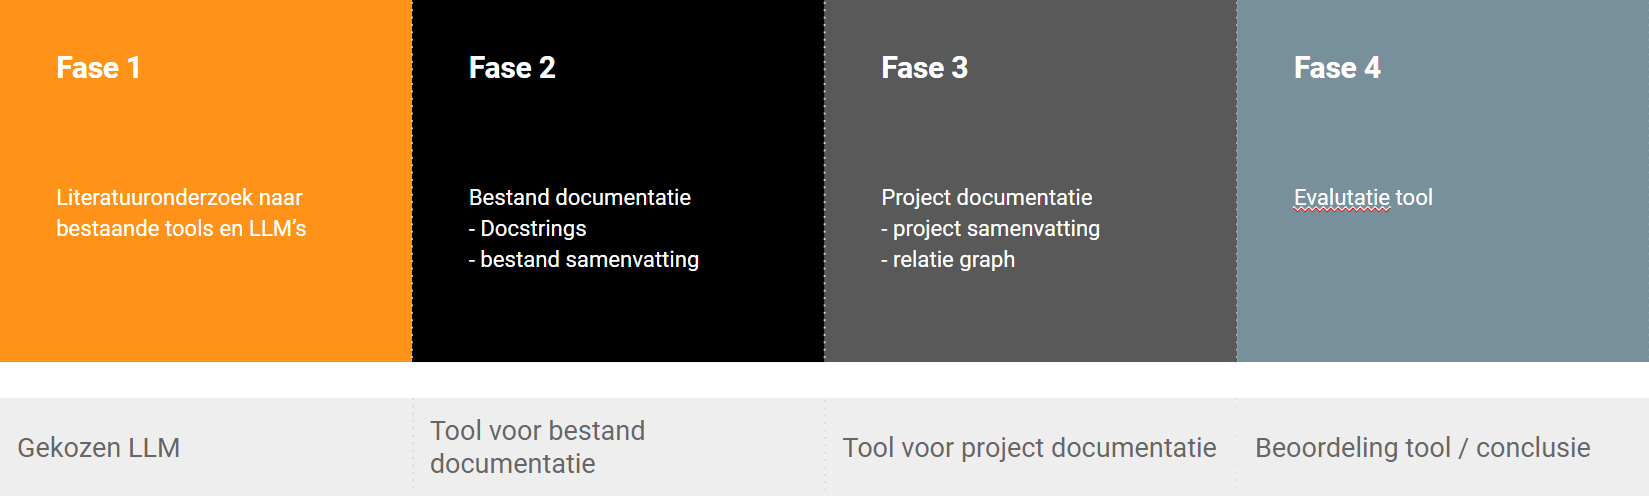 Fase 1
Literatuuronderzoek naar
bestaande tools en LLM's
Fase 2
Bestand documentatie
- Docstrings
- bestand samenvatting
Fase 3
Project documentatie
- project samenvatting
- relatie graph
Fase 4
Evalutatie tool
Gekozen LLM
Tool voor bestand
documentatie
Tool voor project documentatie
Beoordeling tool / conclusie